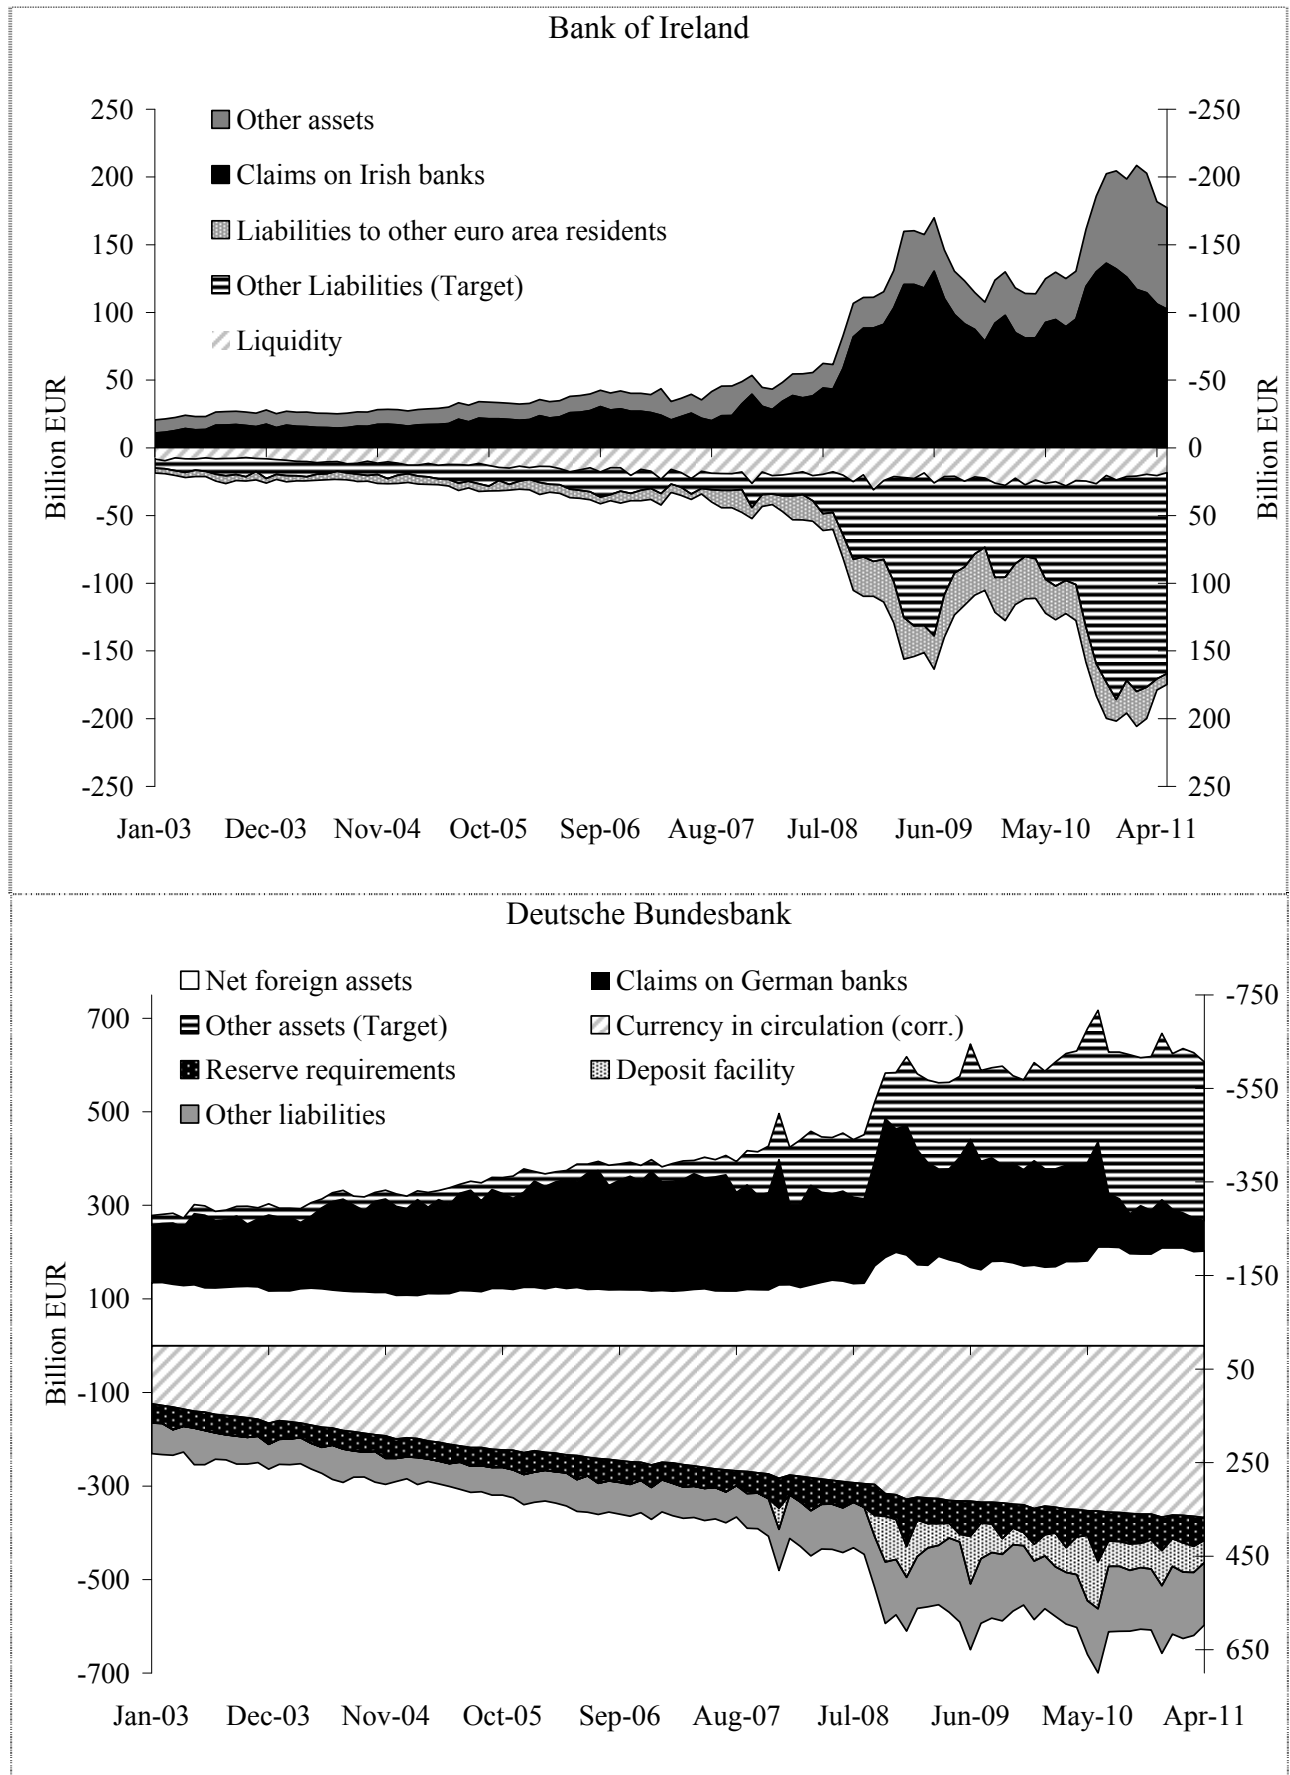 Bank of Ireland
250
200
150
100
50
0
-50
-100
-150
-200
-250
Billion EUR
Other assets
Claims on Irish banks
Liabilities to other euro area residents
Other Liabilities (Target)
Liquidity
-250
-200
-150
-100
-50
0
50
100
150
200
250
Billion EUR
Jan-03 Dec-03 Nov-04 Oct-05 Sep-06 Aug-07 Jul-08 Jun-09 May-10 Apr-11
Deutsche Bundesbank
Net foreign assets
Claims on German banks
Other assets (Target)
Currency in circulation (corr.)
Reserve requirements
Deposit facility
Other liabilities
700
500
300
100
-100
-300
-500
-700
Billion EUR
-750
-550
-350
-150
50
250
450
650
Jan-03 Dec-03 Nov-04 Oct-05 Sep-06 Aug-07 Jul-08 Jun-09 May-10 Apr-11